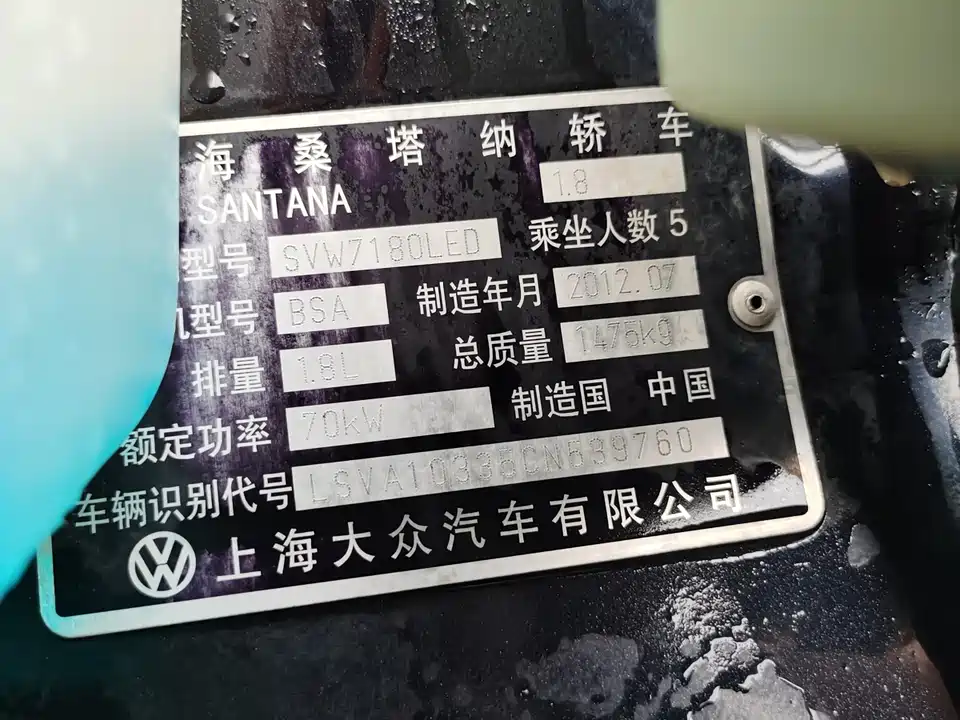 海桑塔纳轿车
SANTANA 1.8
型号 SVW7180LED 乘坐人数 5
机型号 BSA 制造年月 2012.07
排量 1.8L 总质量 1475kg
额定功率 70kW 制造国 中国
车辆识别代号 LSVA10335CN539760
上海大众汽车有限公司